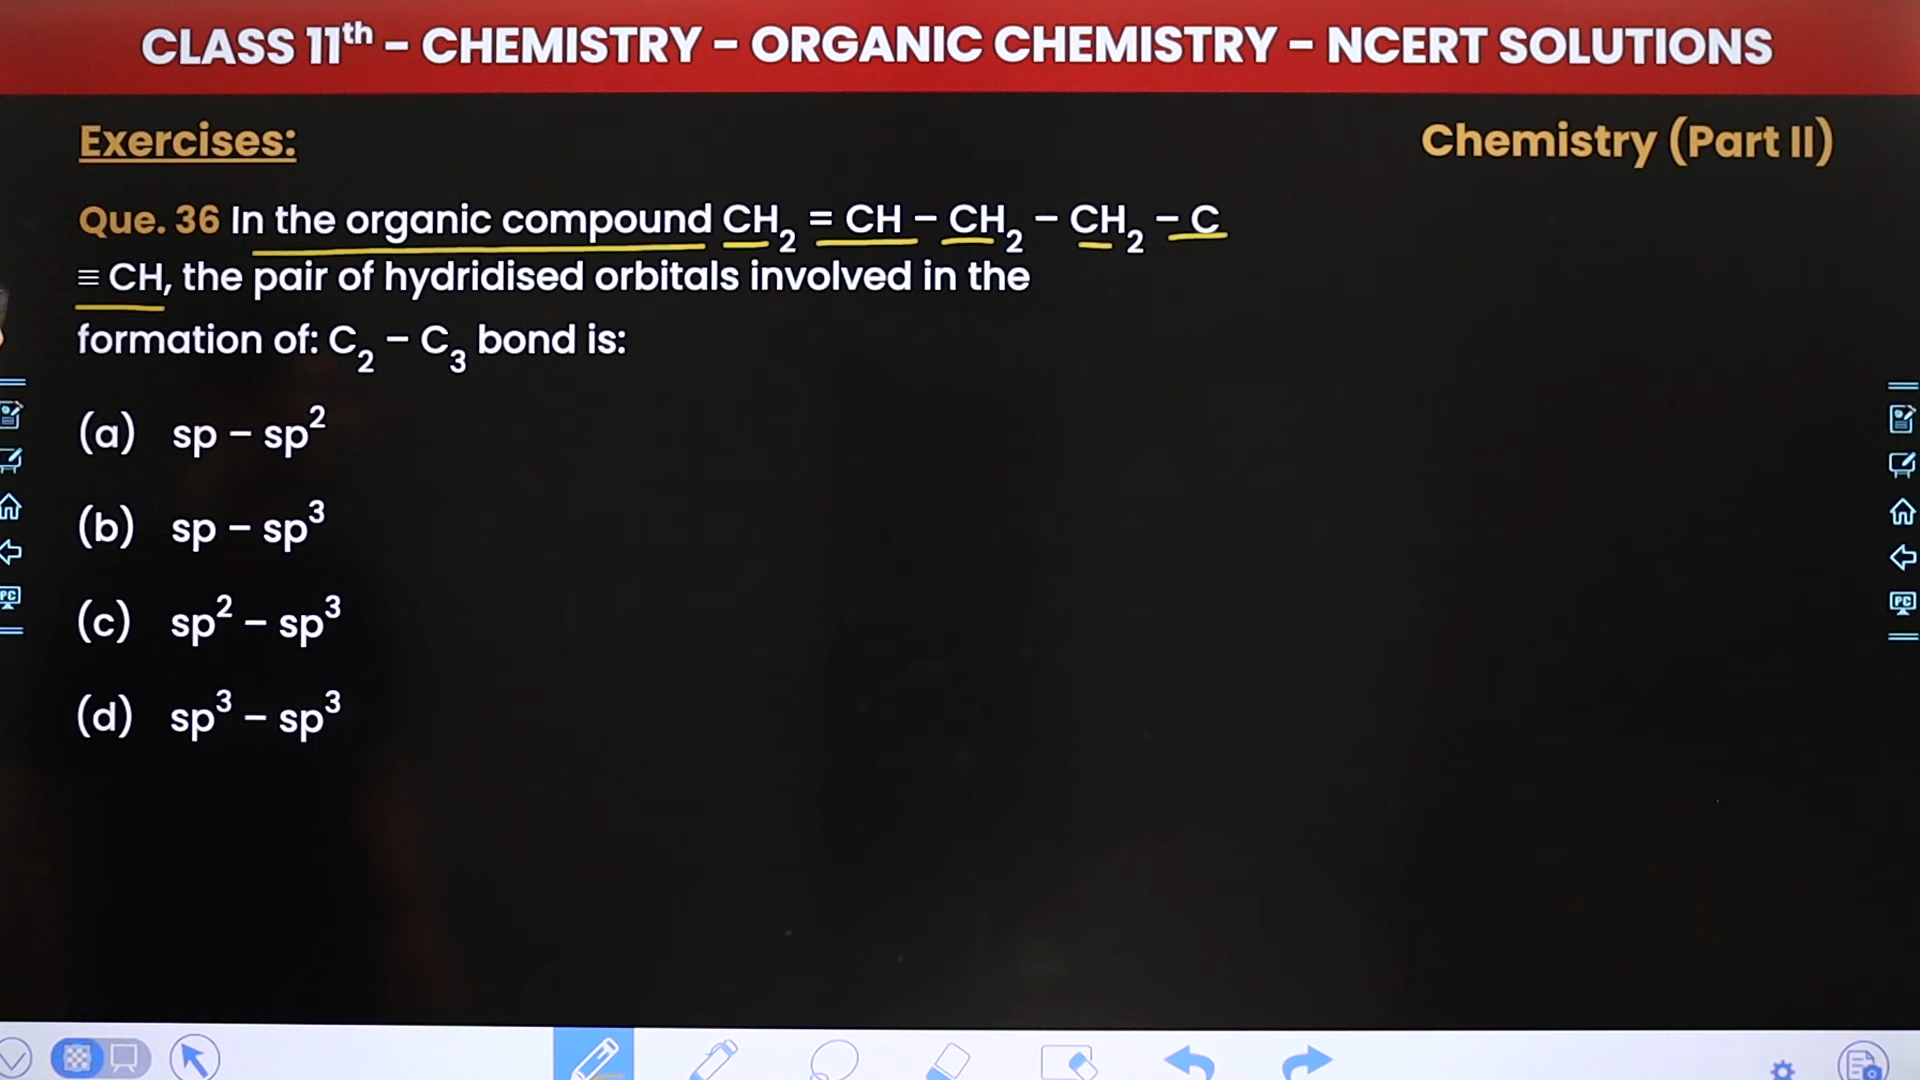 CLASS 11th – CHEMISTRY – ORGANIC CHEMISTRY – NCERT SOLUTIONS
Exercises:
Chemistry (Part II)
Que. 36 In the organic compound CH₂ = CH – CH₂ – CH₂ – C
≡ CH, the pair of hydridised orbitals involved in the
formation of: C₂ – C₃ bond is:
(a) sp – sp²
(b) sp – sp³
(c) sp² – sp³
(d) sp³ – sp³
PC
PC